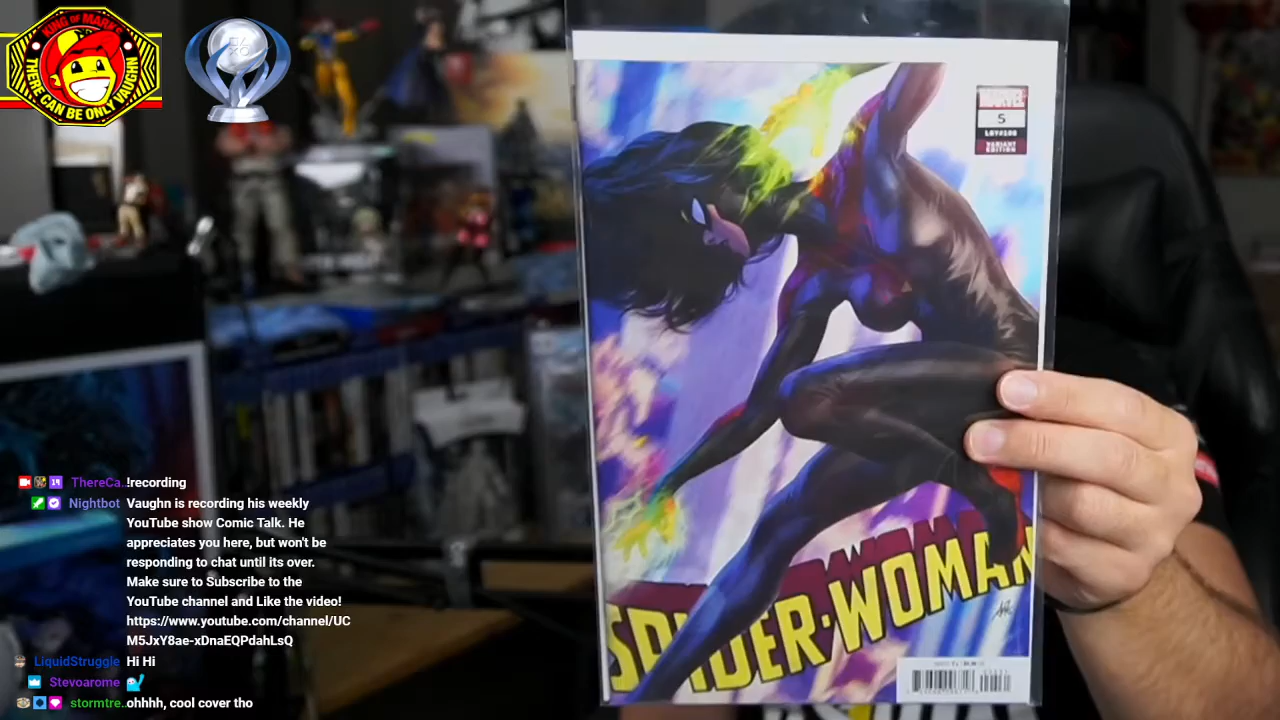 KING OF MARKS
THERE CAN BE ONLY VAUGHN
MARVEL
5
LGY#100
VARIANT
EDITION
SPIDER-WOMAN
ThereCa.. !recording
Nightbot Vaughn is recording his weekly
YouTube show Comic Talk. He
appreciates you here, but won't be
responding to chat until its over.
Make sure to Subscribe to the
YouTube channel and Like the video!
https://www.youtube.com/channel/UC
M5JxY8ae-xDnaEQPdahLsQ
LiquidStruggle Hi Hi
Stevoarome
stormtre.. ohhhh, cool cover tho